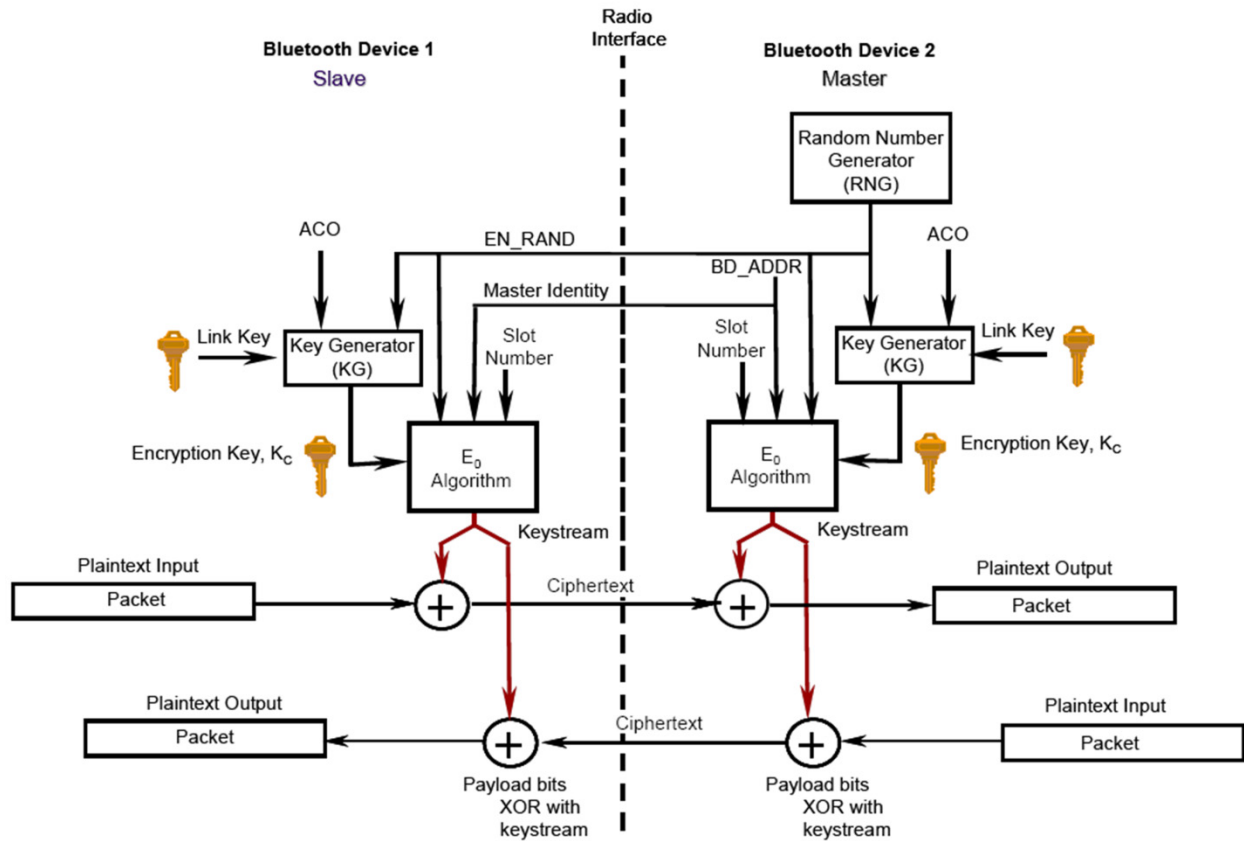 Radio
Interface
Bluetooth Device 1
Slave
Bluetooth Device 2
Master
Random Number
Generator
(RNG)
ACO
EN_RAND
ACO
BD_ADDR
Master Identity
Link Key
Key Generator
(KG)
Slot
Number
Slot
Number
Key Generator
(KG)
Link Key
Encryption Key, KC
E0
Algorithm
E0
Algorithm
Encryption Key, KC
Keystream
Keystream
Plaintext Input
Packet
Ciphertext
Plaintext Output
Packet
Plaintext Output
Packet
Ciphertext
Plaintext Input
Packet
Payload bits
XOR with
keystream
Payload bits
XOR with
keystream